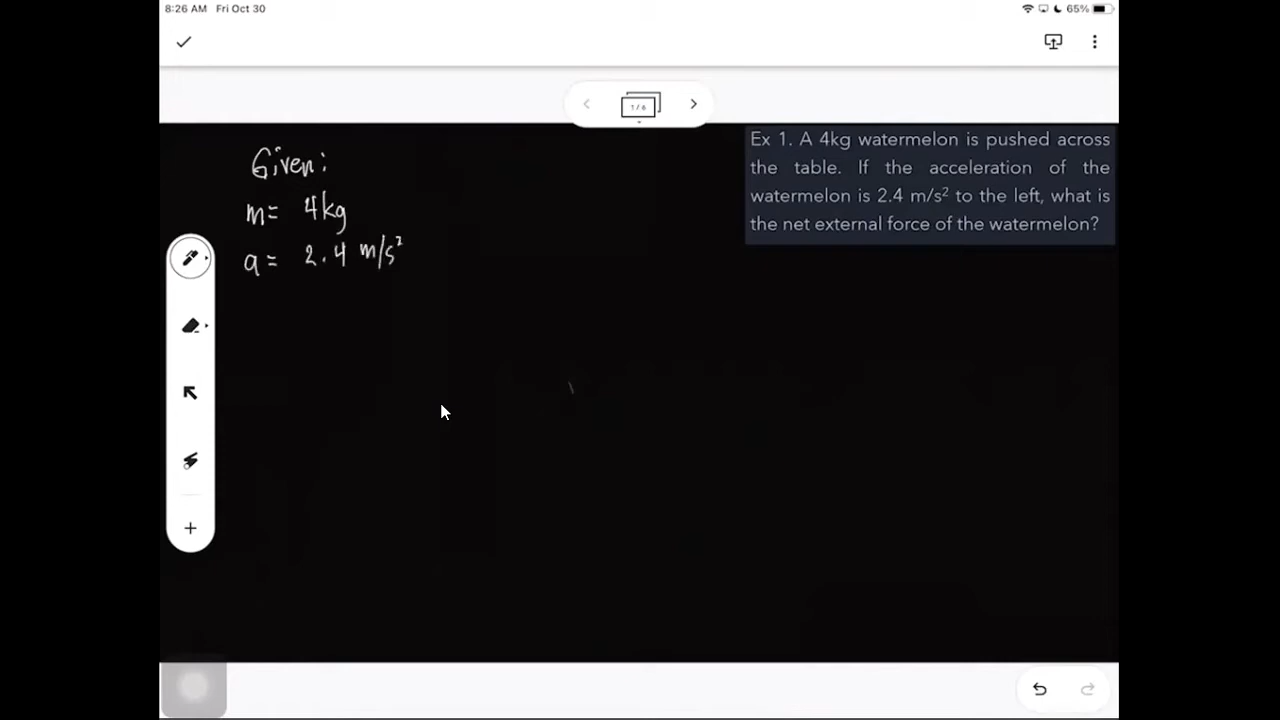 8:26 AM Fri Oct 30
65%
1/6
Given:
m= 4kg
a= 2.4 m/s²
Ex 1. A 4kg watermelon is pushed across
the table. If the acceleration of the
watermelon is 2.4 m/s² to the left, what is
the net external force of the watermelon?